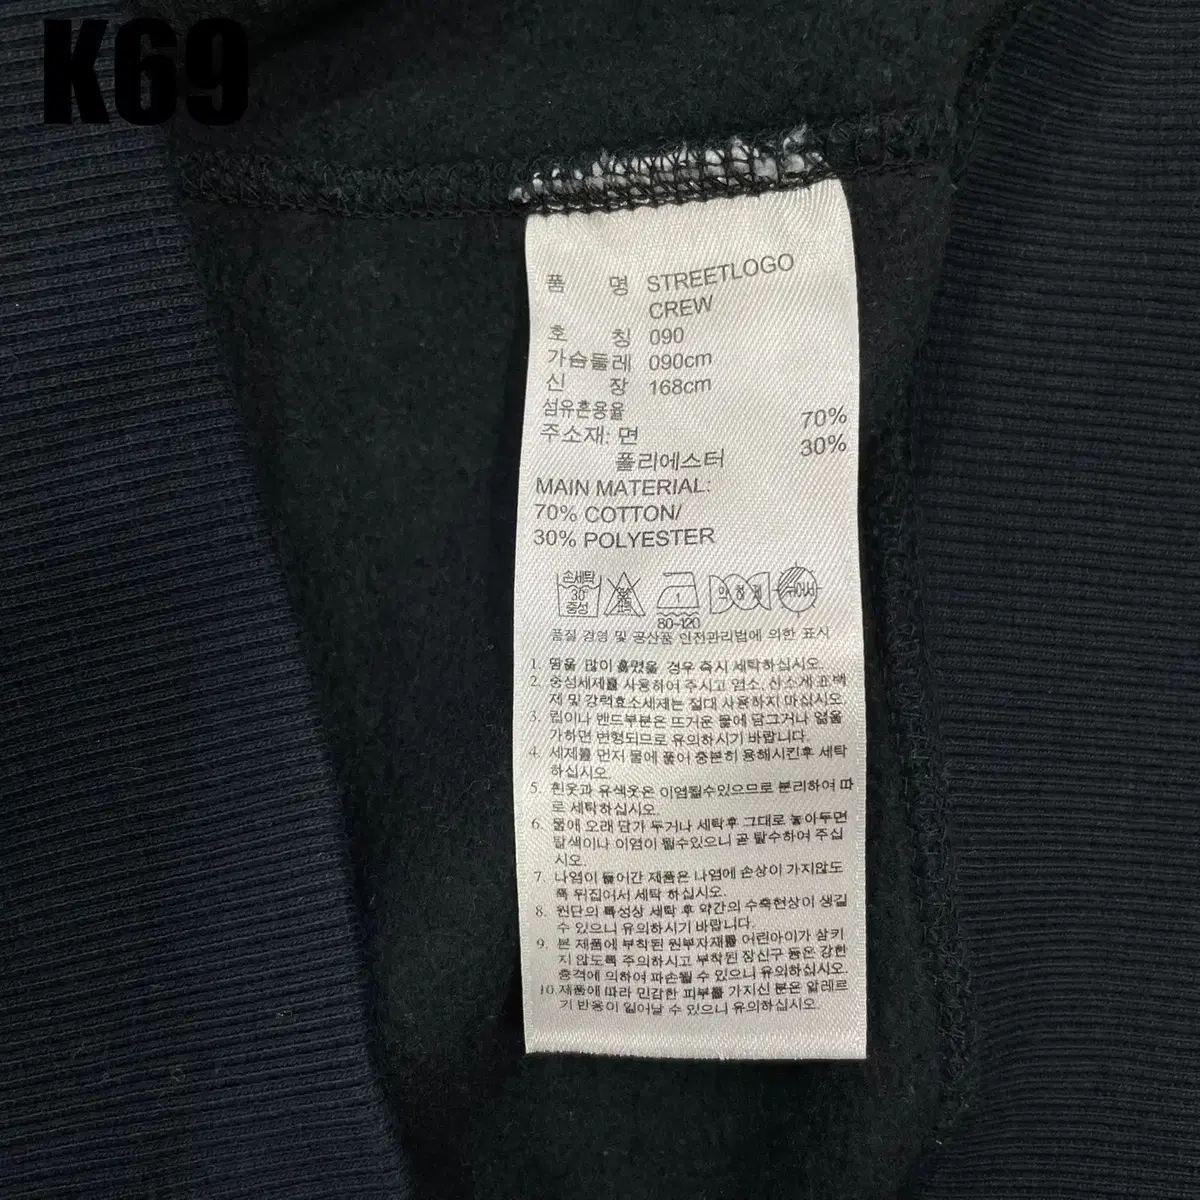 K69
품 명 STREETLOGO
CREW
호 칭 090
가슴둘레 090cm
신 장 168cm
섬유혼용율
주소재: 면 70%
폴리에스터 30%
MAIN MATERIAL:
70% COTTON/
30% POLYESTER
손세탁
30
중성
1
80-120
품질 경영 및 공산품 안전관리법에 의한 표시
1. 땀을 많이 흘렸을 경우 즉시 세탁하십시오.
2. 중성세제를 사용하여 주시고 염소, 산소계 표백
제 및 강력효소세제는 절대 사용하지 마십시오.
3. 립이나 밴드부분은 뜨거운 물에 담그거나 열을
가하면 변형되므로 유의하시기 바랍니다.
4. 세제를 먼저 물에 풀어 충분히 용해시킨후 세탁
하십시오.
5. 흰옷과 유색옷은 이염될수있으므로 분리하여 따
로 세탁하십시오.
6. 물에 오래 담가 두거나 세탁후 그대로 놓아두면
탈색이나 이염이 될수있으니 곧 탈수하여 주십
시오.
7. 나염이 들어간 제품은 나염에 손상이 가지않도
록 뒤집어서 세탁 하십시오.
8. 원단의 특성상 세탁 후 약간의 수축현상이 생길
수 있으니 유의하시기 바랍니다.
9. 본 제품에 부착된 원부자재를 어린아이가 삼키
지 않도록 주의하시고 부착된 장신구 등은 강한
충격에 의하여 파손될 수 있으니 유의하십시오.
10.제품에 따라 민감한 피부를 가지신 분은 알레르
기 반응이 일어날 수 있으니 유의하십시오.